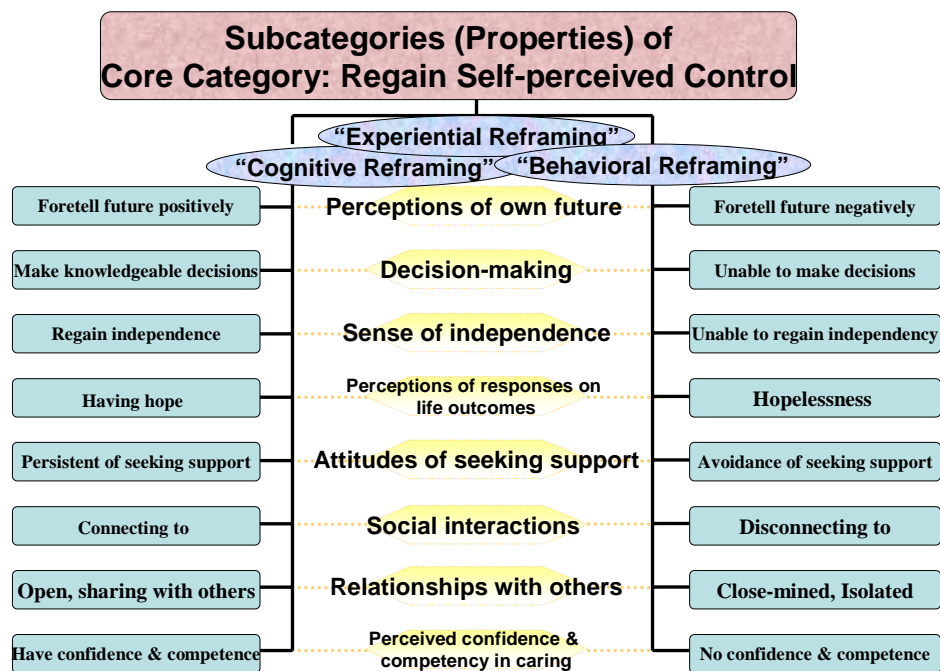 Subcategories (Properties) of
Core Category: Regain Self-perceived Control
“Experiential Reframing”
“Cognitive Reframing”
“Behavioral Reframing”
Foretell future positively
Perceptions of own future
Foretell future negatively
Make knowledgeable decisions
Decision-making
Unable to make decisions
Regain independence
Sense of independence
Unable to regain independency
Having hope
Perceptions of responses on
life outcomes
Hopelessness
Persistent of seeking support
Attitudes of seeking support
Avoidance of seeking support
Connecting to
Social interactions
Disconnecting to
Open, sharing with others
Relationships with others
Close-mined, Isolated
Have confidence & competence
Perceived confidence &
competency in caring
No confidence & competence